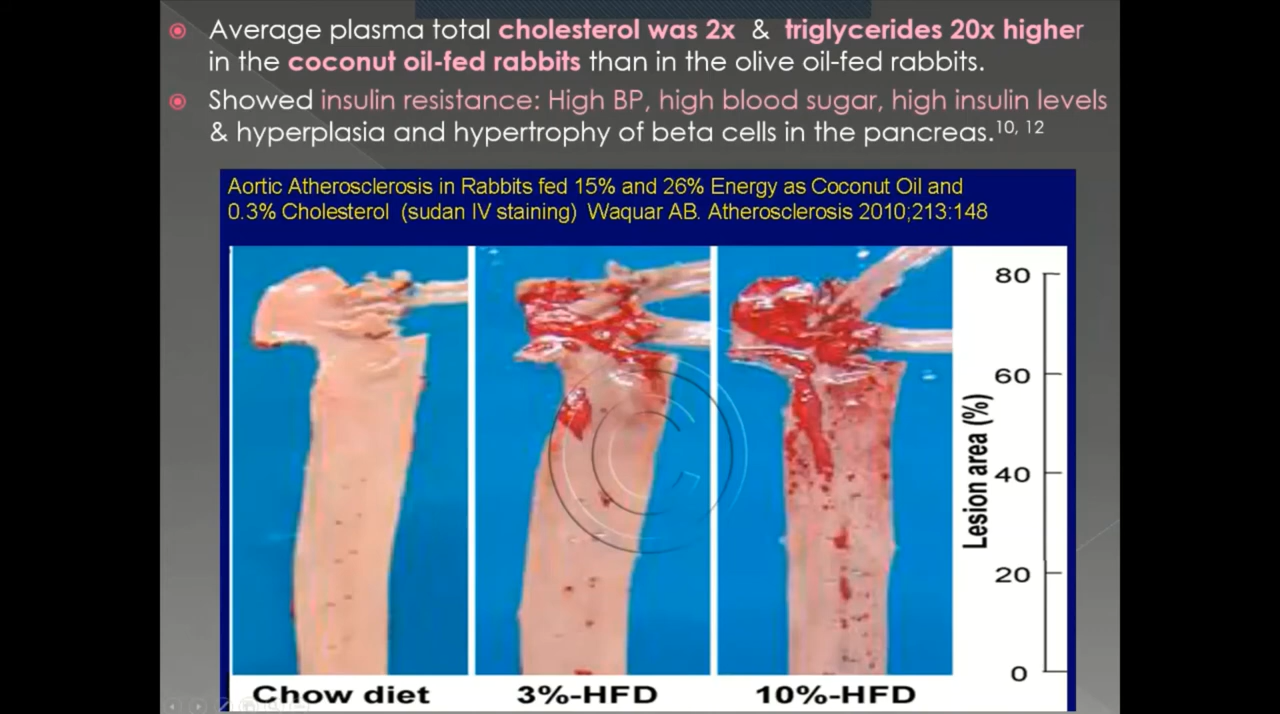 Average plasma total cholesterol was 2x & triglycerides 20x higher
in the coconut oil-fed rabbits than in the olive oil-fed rabbits.
Showed insulin resistance: High BP, high blood sugar, high insulin levels
& hyperplasia and hypertrophy of beta cells in the pancreas.10, 12
Aortic Atherosclerosis in Rabbits fed 15% and 26% Energy as Coconut Oil and
0.3% Cholesterol (sudan IV staining) Waquar AB. Atherosclerosis 2010;213:148
80
60
40
20
0
Lesion area (%)
Chow diet
3%-HFD
10%-HFD